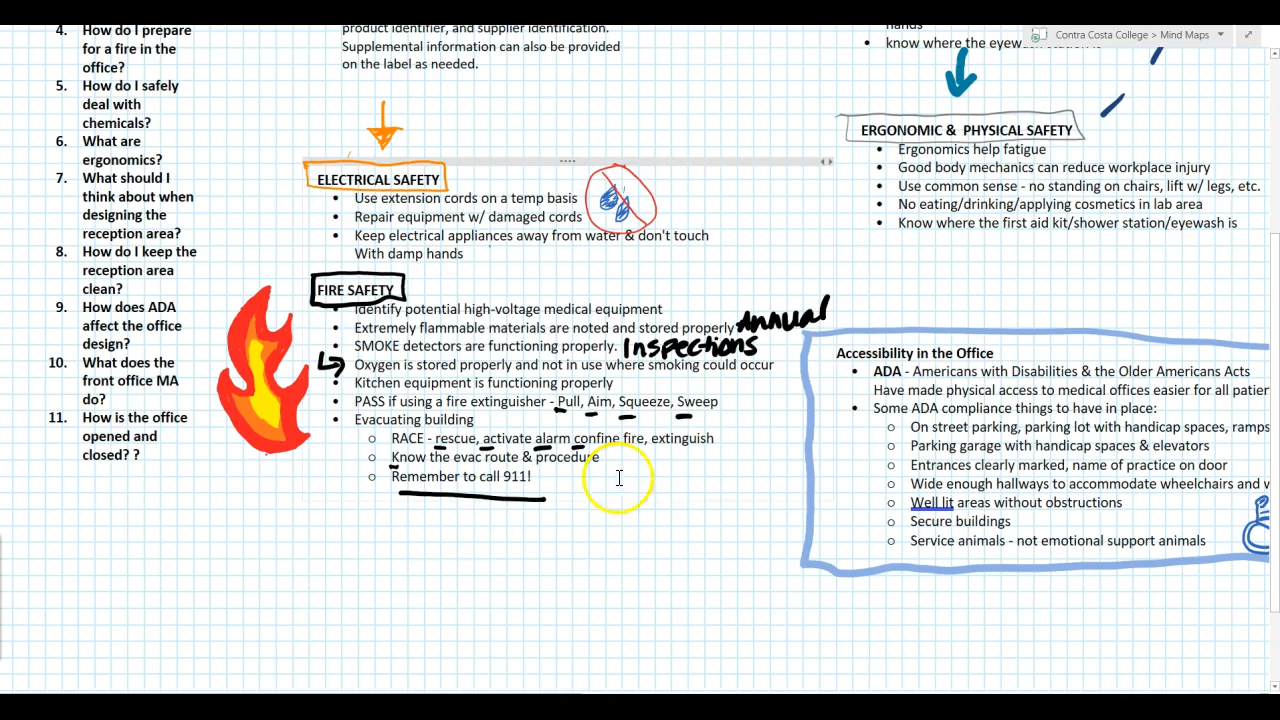 4. How do I prepare
for a fire in the
office?
5. How do I safely
deal with
chemicals?
6. What are
ergonomics?
7. What should I
think about when
designing the
reception area?
8. How do I keep the
reception area
clean?
9. How does ADA
affect the office
design?
10. What does the
front office MA
do?
11. How is the office
opened and
closed? ?
product identifier, and supplier identification.
Supplemental information can also be provided
on the label as needed.
ELECTRICAL SAFETY
• Use extension cords on a temp basis
• Repair equipment w/ damaged cords
• Keep electrical appliances away from water & don't touch
With damp hands
FIRE SAFETY
• Identify potential high-voltage medical equipment
• Extremely flammable materials are noted and stored properly Annual
• SMOKE detectors are functioning properly. Inspections
Oxygen is stored properly and not in use where smoking could occur
• Kitchen equipment is functioning properly
• PASS if using a fire extinguisher - Pull, Aim, Squeeze, Sweep
• Evacuating building
○ RACE - rescue, activate alarm confine fire, extinguish
○ Know the evac route & procedure
○ Remember to call 911!
hands
• know where the eyewash station is
Contra Costa College > Mind Maps
ERGONOMIC & PHYSICAL SAFETY
• Ergonomics help fatigue
• Good body mechanics can reduce workplace injury
• Use common sense - no standing on chairs, lift w/ legs, etc.
• No eating/drinking/applying cosmetics in lab area
• Know where the first aid kit/shower station/eyewash is
Accessibility in the Office
• ADA - Americans with Disabilities & the Older Americans Acts
Have made physical access to medical offices easier for all patien
• Some ADA compliance things to have in place:
○ On street parking, parking lot with handicap spaces, ramps
○ Parking garage with handicap spaces & elevators
○ Entrances clearly marked, name of practice on door
○ Wide enough hallways to accommodate wheelchairs and w
○ Well lit areas without obstructions
○ Secure buildings
○ Service animals - not emotional support animals